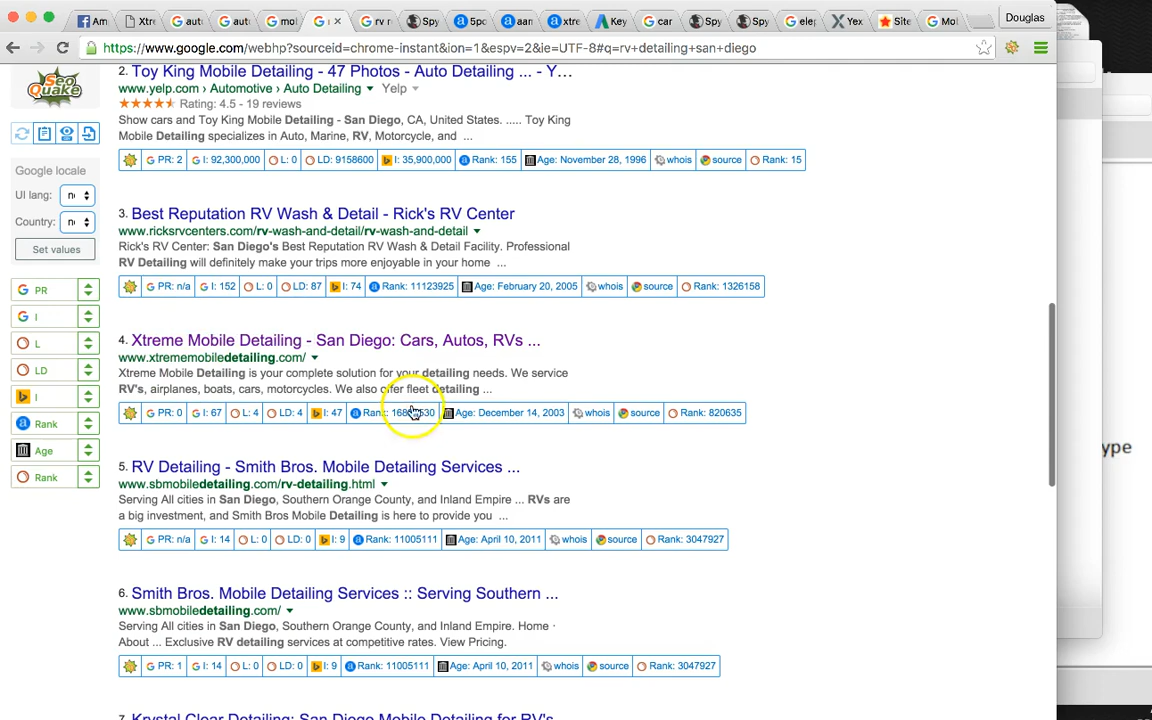 Am
Xtr
aut
aut
mol
rv r
Spy
5po
aan
xtre
Key
car
Spy
Spy
elep
Yex
Site
Mol
Douglas
https://www.google.com/webhp?sourceid=chrome-instant&ion=1&espv=2&ie=UTF-8#q=rv+detailing+san+diego
Seo
Quake
Google locale
UI lang:
Country:
Set values
PR
I
L
LD
I
Rank
Age
Rank
2. Toy King Mobile Detailing - 47 Photos - Auto Detailing ... - Y...
www.yelp.com › Automotive › Auto Detailing ▼ Yelp ▼
Rating: 4.5 - 19 reviews
Show cars and Toy King Mobile Detailing - San Diego, CA, United States. ..... Toy King
Mobile Detailing specializes in Auto, Marine, RV, Motorcycle, and ...
PR: 2 I: 92,300,000 L: 0 LD: 9158600 I: 35,900,000 Rank: 155 Age: November 28, 1996 whois source Rank: 15
3. Best Reputation RV Wash & Detail - Rick's RV Center
www.ricksrvcenters.com/rv-wash-and-detail/rv-wash-and-detail ▼
Rick's RV Center: San Diego's Best Reputation RV Wash & Detail Facility. Professional
RV Detailing will definitely make your trips more enjoyable in your home ...
PR: n/a I: 152 L: 0 LD: 87 I: 74 Rank: 11123925 Age: February 20, 2005 whois source Rank: 1326158
4. Xtreme Mobile Detailing - San Diego: Cars, Autos, RVs ...
www.xtrememobiledetailing.com/ ▼
Xtreme Mobile Detailing is your complete solution for your detailing needs. We service
RV's, airplanes, boats, cars, motorcycles. We also offer fleet detailing ...
PR: 0 I: 67 L: 4 LD: 4 I: 47 Rank: Age: December 14, 2003 whois source Rank: 820635
5. RV Detailing - Smith Bros. Mobile Detailing Services ...
www.sbmobiledetailing.com/rv-detailing.html ▼
Serving All cities in San Diego, Southern Orange County, and Inland Empire ... RVs are
a big investment, and Smith Bros Mobile Detailing is here to provide you ...
PR: n/a I: 14 L: 0 LD: 0 I: 9 Rank: 11005111 Age: April 10, 2011 whois source Rank: 3047927
6. Smith Bros. Mobile Detailing Services :: Serving Southern ...
www.sbmobiledetailing.com/ ▼
Serving All cities in San Diego, Southern Orange County, and Inland Empire. Home ·
About ... Exclusive RV detailing services at competitive rates. View Pricing.
PR: 1 I: 14 L: 0 LD: 0 I: 9 Rank: 11005111 Age: April 10, 2011 whois source Rank: 3047927
7. Krystal Clear Detailing: San Diego Mobile Detailing for RV's
ype